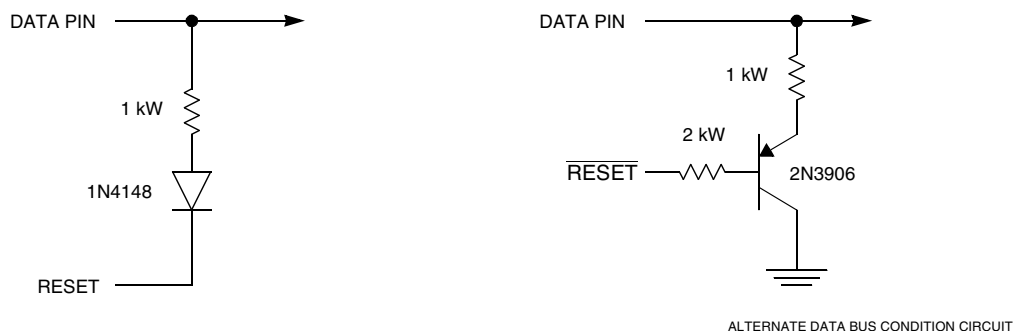 DATA PIN
1 kW
1N4148
RESET
DATA PIN
1 kW
2 kW
RESET
2N3906
ALTERNATE DATA BUS CONDITION CIRCUIT